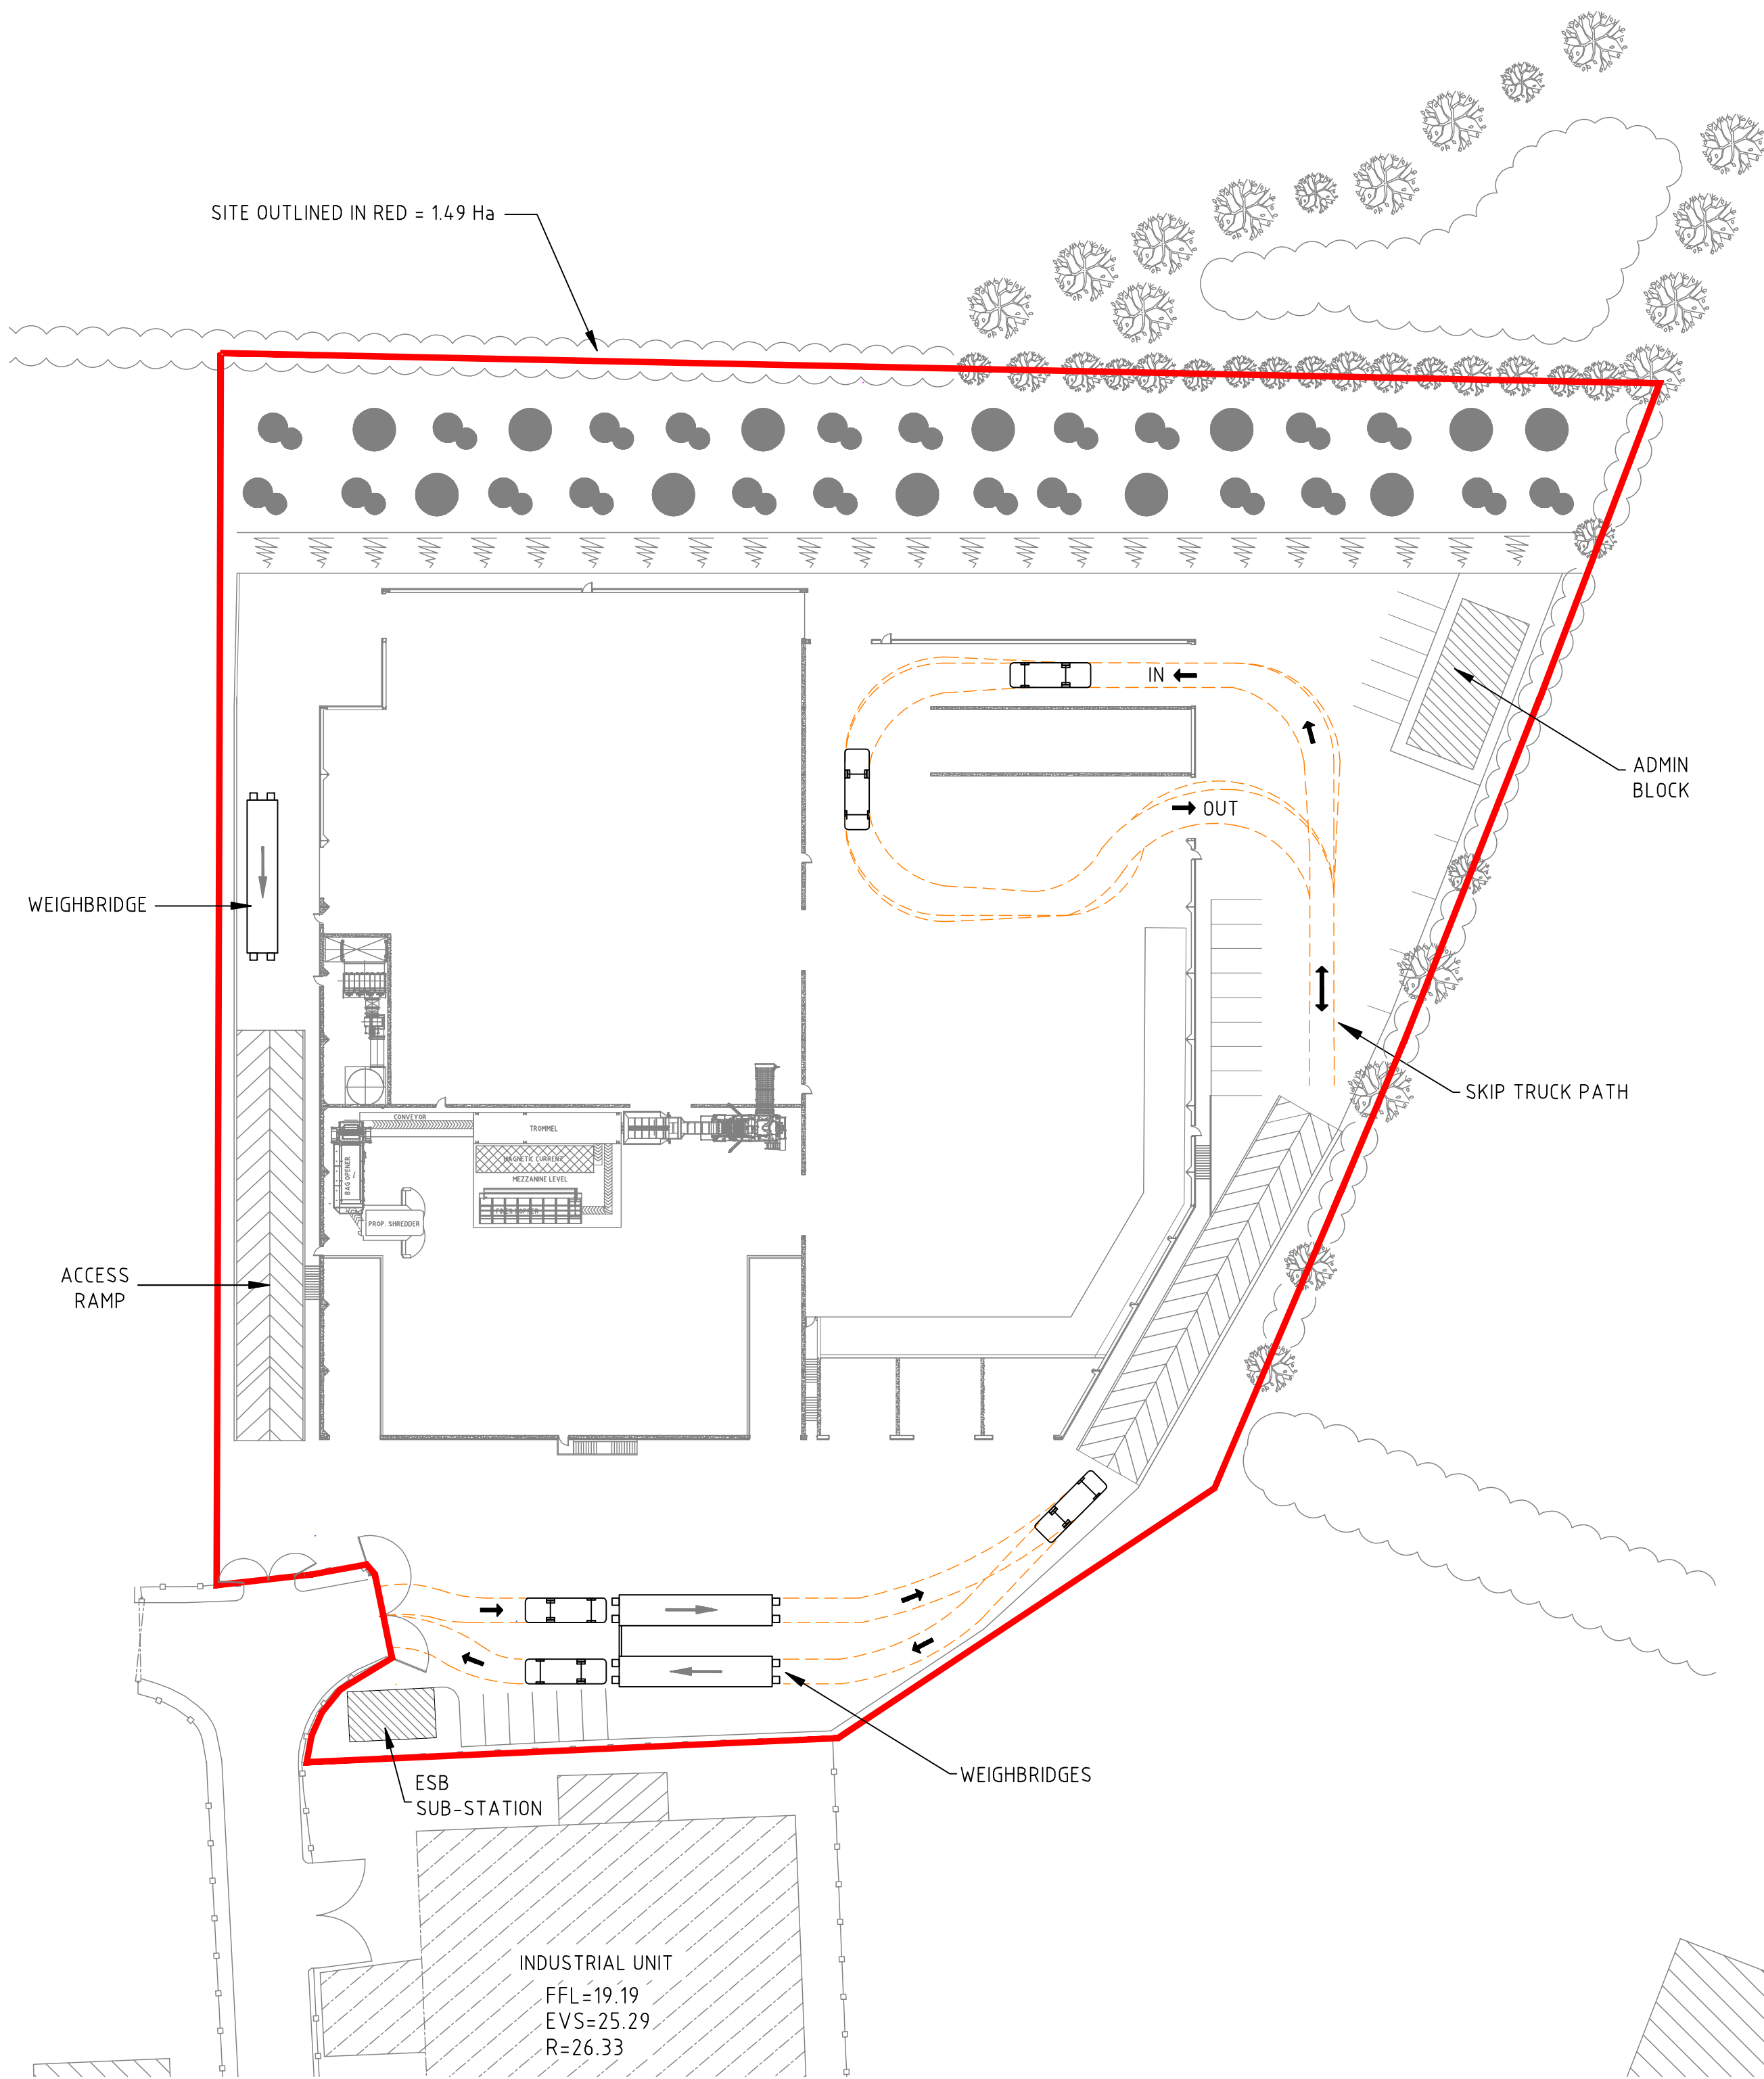 SITE OUTLINED IN RED = 1.49 Ha
IN
ADMIN
BLOCK
OUT
WEIGHBRIDGE
SKIP TRUCK PATH
CONVEYOR
TROMMEL
MAGNETIC CURRENT
BAG OPENER
MEZZANINE LEVEL
PROP. SHREDDER
ACCESS
RAMP
WEIGHBRIDGES
ESB
SUB-STATION
INDUSTRIAL UNIT
FFL=19.19
EVS=25.29
R=26.33